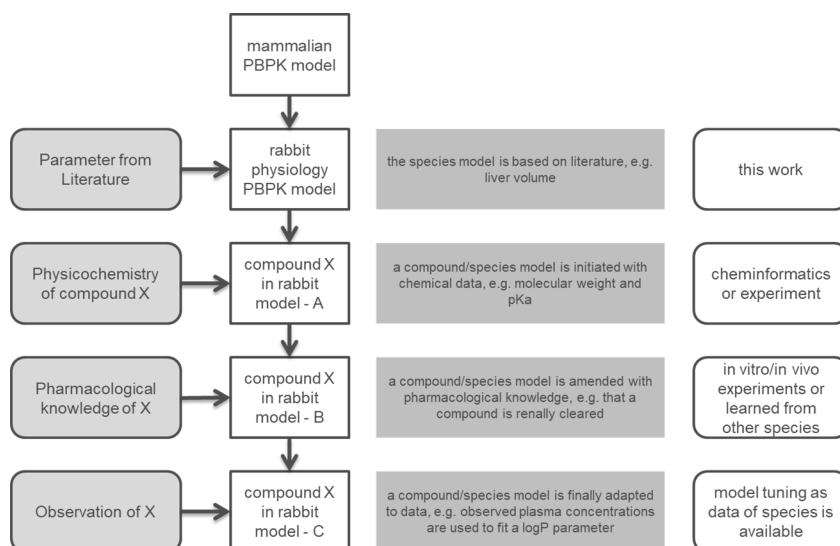 mammalian
PBPK model
Parameter from
Literature
rabbit
physiology
PBPK model
the species model is based on literature, e.g.
liver volume
this work
Physicochemistry
of compound X
compound X
in rabbit
model - A
a compound/species model is initiated with
chemical data, e.g. molecular weight and
pKa
cheminformatics
or experiment
Pharmacological
knowledge of X
compound X
in rabbit
model - B
a compound/species model is amended with
pharmacological knowledge, e.g. that a
compound is renally cleared
in vitro/in vivo
experiments or
learned from
other species
Observation of X
compound X
in rabbit
model - C
a compound/species model is finally adapted
to data, e.g. observed plasma concentrations
are used to fit a logP parameter
model tuning as
data of species is
available